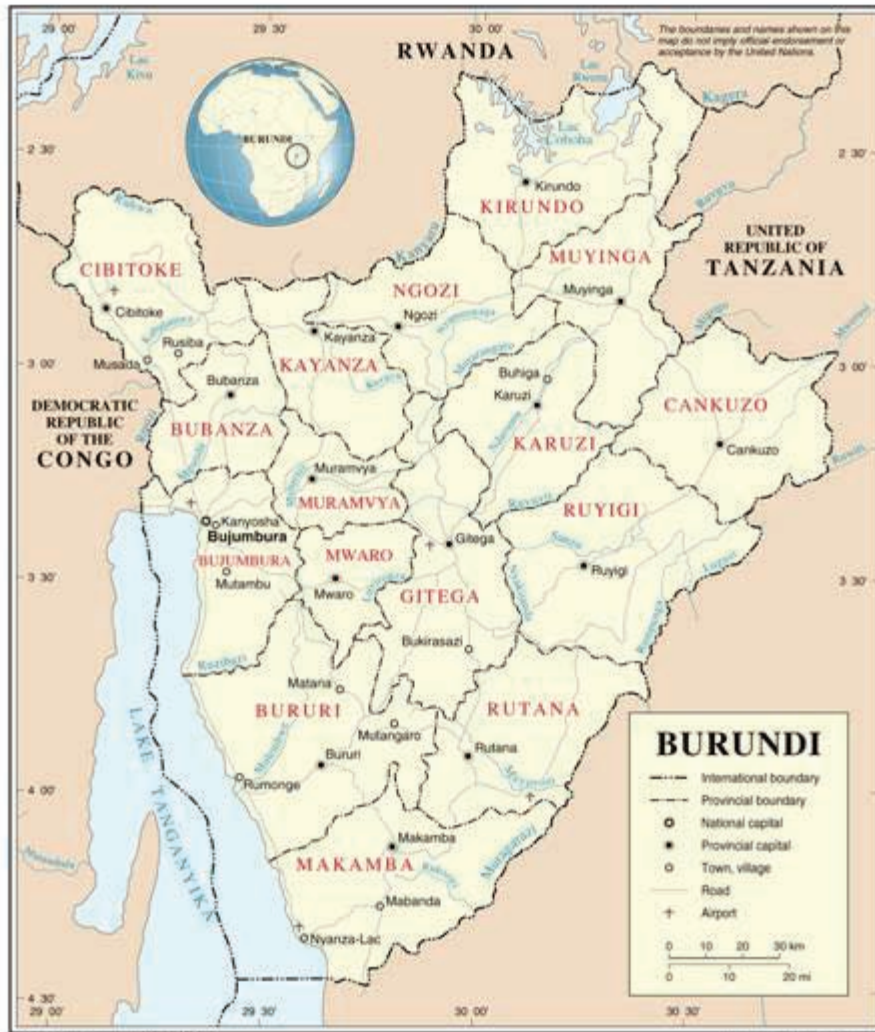 29 00'
29 30'
30 00'
The boundaries and names shown on this
map do not imply official endorsement or
acceptance by the United Nations.
RWANDA
Lac
Kivu
Lac
Rweru
Kagera
BURUNDI
Lac
Cohoha
2 30'
2 30'
Kirundo
KIRUNDO
Ruvuvu
Kanyaru
UNITED
REPUBLIC OF
TANZANIA
CIBITOKE
MUYINGA
NGOZI
Muyinga
Cibitoke
Ngozi
Kayanza
Rusiba
Musada
3 00'
3 00'
KAYANZA
Buhiga
Bubanza
Karuzi
DEMOCRATIC
REPUBLIC
OF THE
CONGO
CANKUZO
BUBANZA
KARUZI
Cankuzo
Muramvya
MURAMVYA
RUYIGI
Kanyosha
Bujumbura
Gitega
MWARO
BUJUMBURA
Ruyigi
Mutambu
Mwaro
3 30'
3 30'
GITEGA
Bukirasazi
Matana
BURURI
RUTANA
Mutangaro
Rutana
Bururi
Rumonge
4 00'
LAKE TANGANYIKA
Makamba
MAKAMBA
Muragarazi
Mabanda
Nyanza-Lac
BURUNDI
International boundary
Provincial boundary
National capital
Provincial capital
Town, village
Road
Airport
0 10 20 30 km
0 10 20 mi
4 30'
29 00'
29 30'
30 00'
30 30'